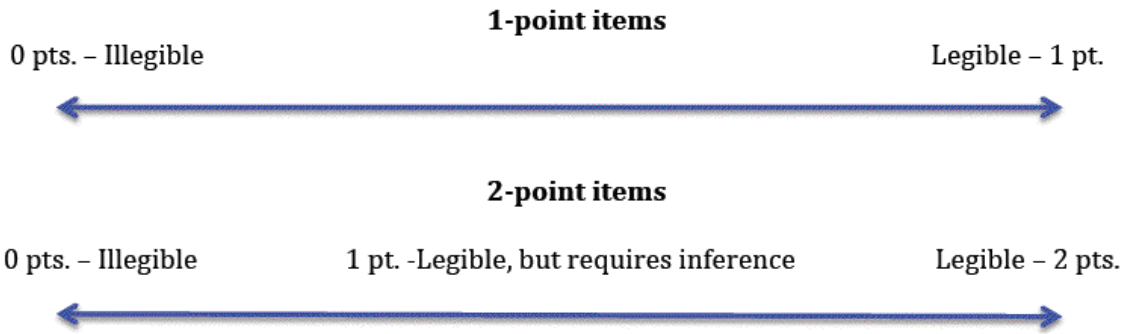 1-point items
0 pts. – Illegible Legible – 1 pt.
2-point items
0 pts. – Illegible 1 pt. -Legible, but requires inference Legible – 2 pts.